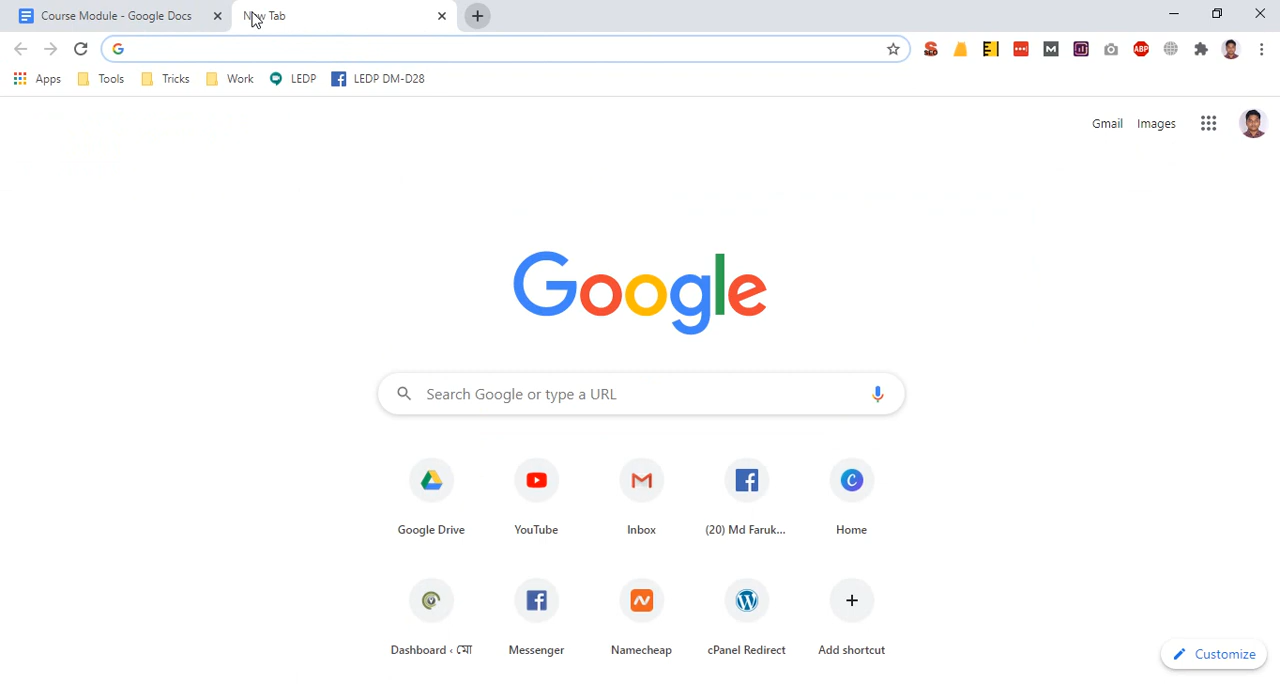 Course Module - Google Docs
New Tab
Apps
Tools
Tricks
Work
LEDP
LEDP DM-D28
ABP
Gmail
Images
Google
Search Google or type a URL
Google Drive
YouTube
Inbox
(20) Md Faruk...
Home
Dashboard ‹ মো
Messenger
Namecheap
cPanel Redirect
Add shortcut
Customize